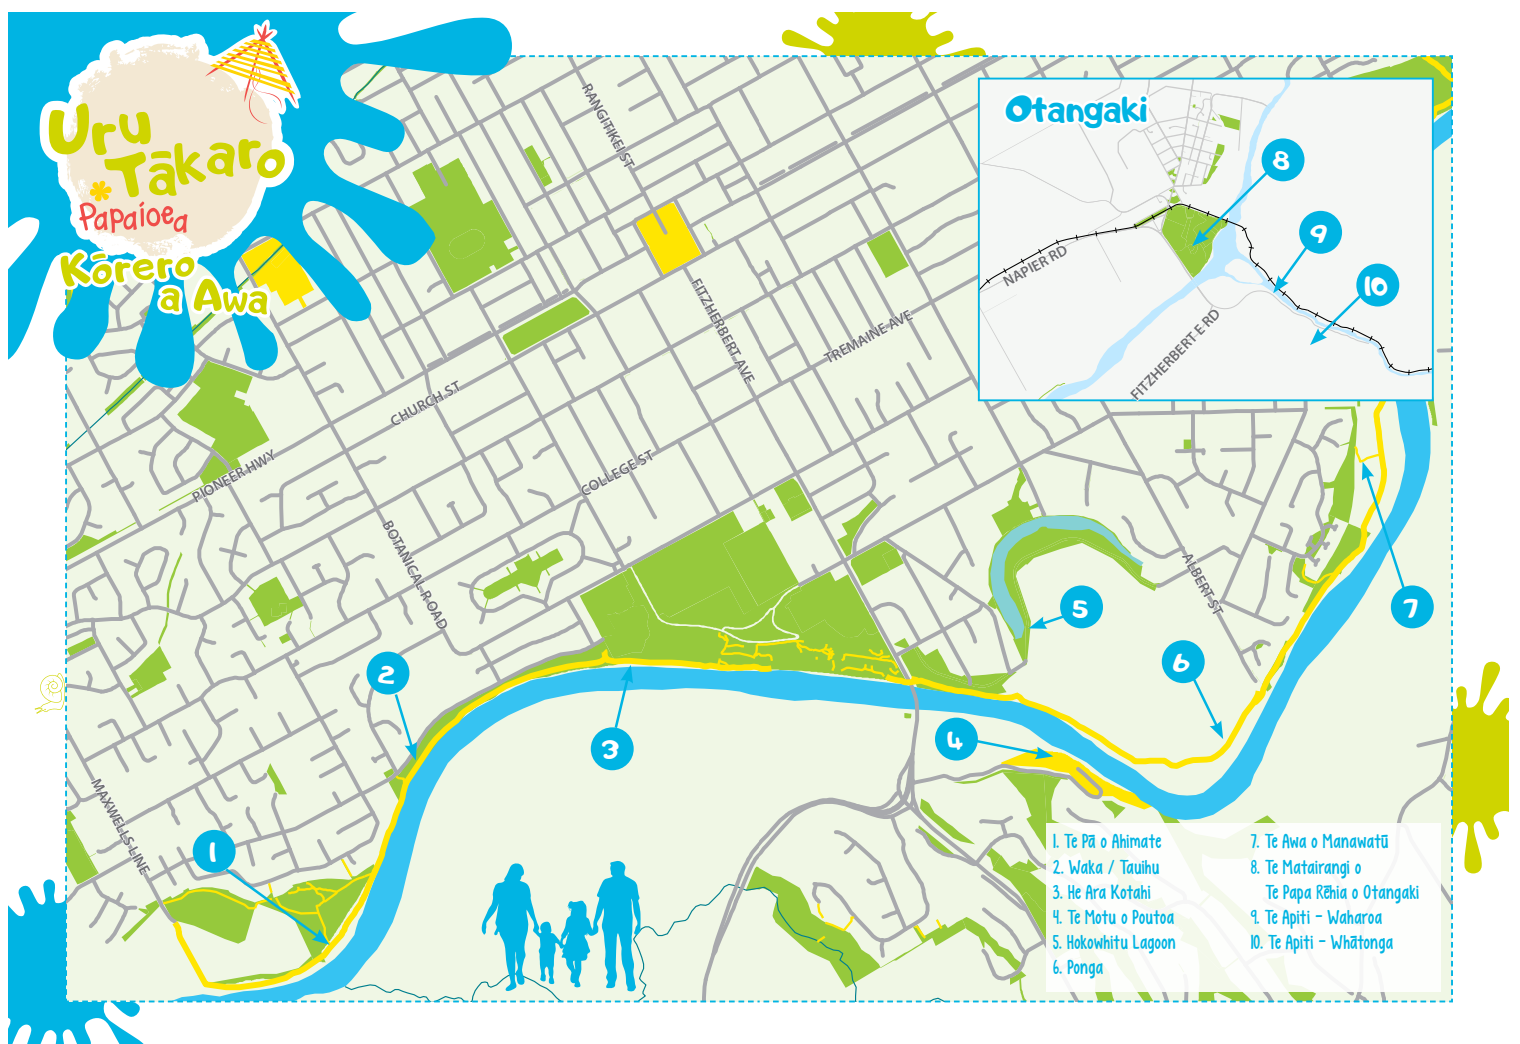 Uru
Tākaro
Papaioea
Kōrero
a Awa
Otangaki
8
9
10
NAPIER RD
FITZHERBERT E RD
RANGITIKEI ST
FITZHERBERT AVE
TREMAINE AVE
CHURCH ST
COLLEGE ST
PIONEER HWY
BOTANICAL ROAD
ALBERT ST
MAXWELLS LINE
5
7
6
2
3
4
1
1. Te Pā o Ahimate
2. Waka / Tauihu
3. He Ara Kotahi
4. Te Motu o Poutoa
5. Hokowhitu Lagoon
6. Ponga
7. Te Awa o Manawatū
8. Te Matairangi o
Te Papa Rēhia o Otangaki
9. Te Apiti - Waharoa
10. Te Apiti - Whātonga